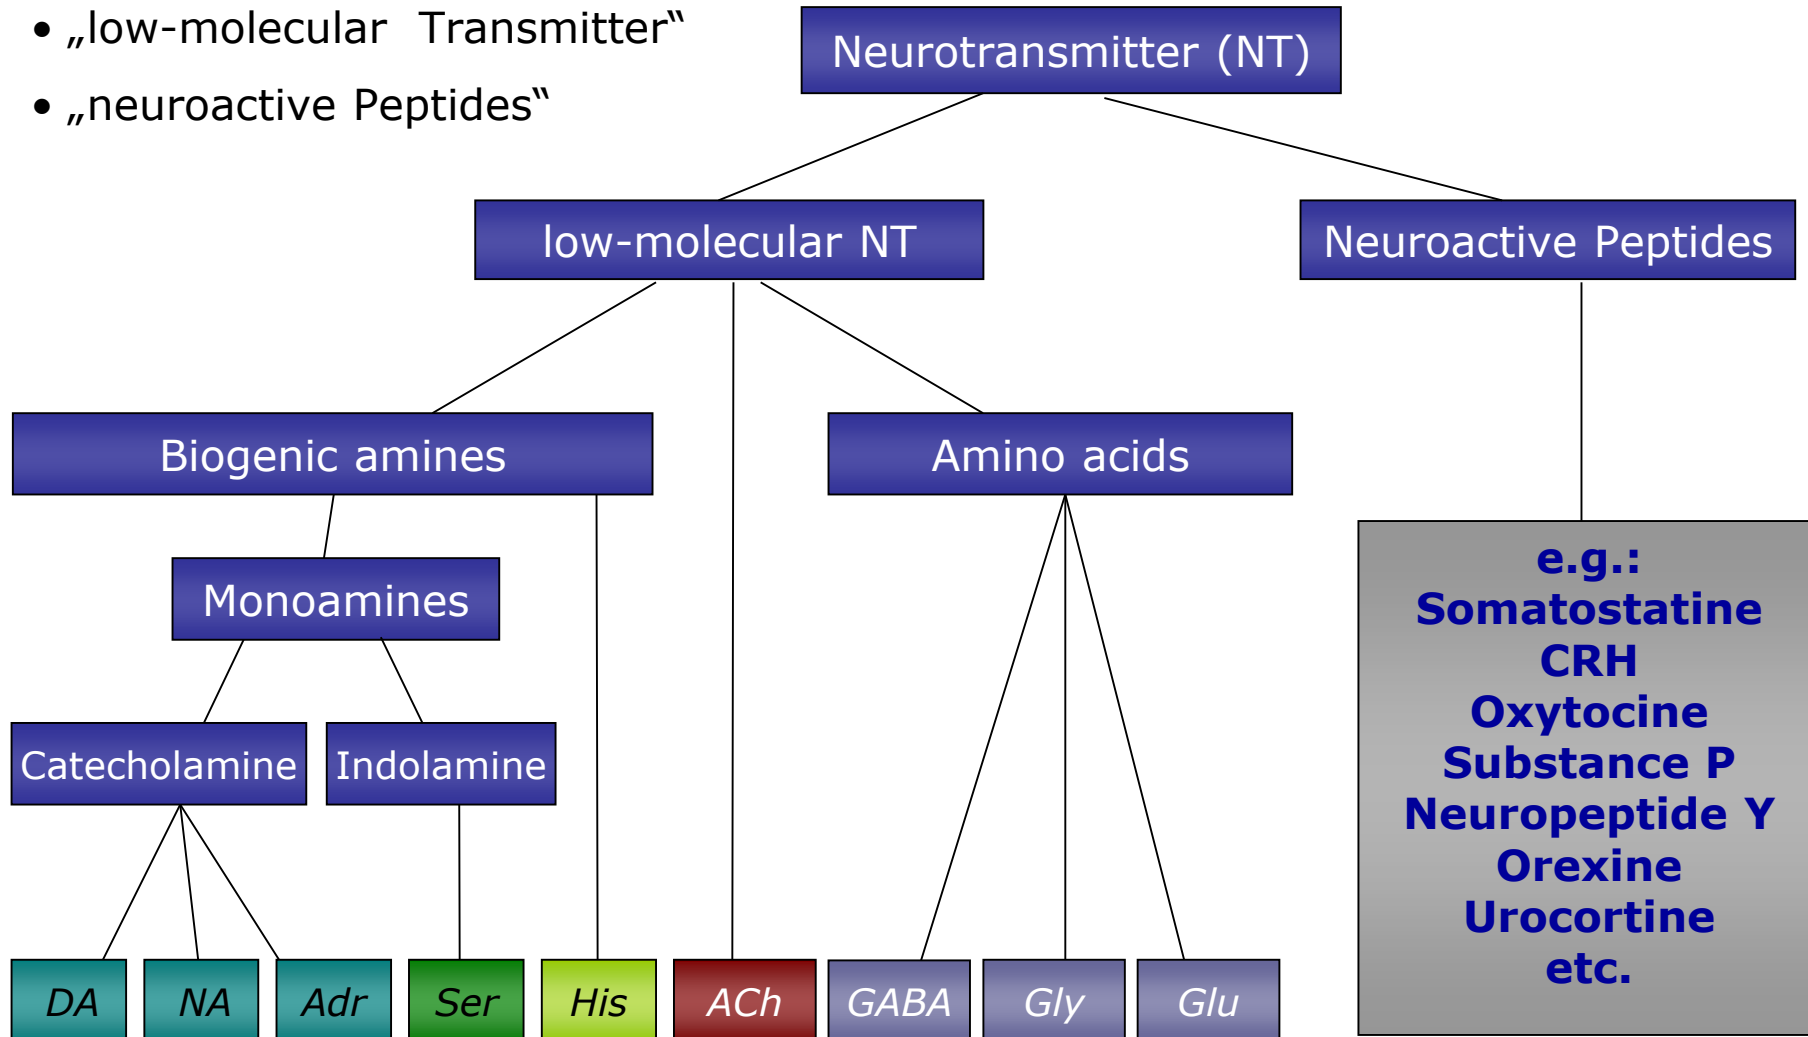 • „low-molecular Transmitter“
• „neuroactive Peptides“
Neurotransmitter (NT)
low-molecular NT
Neuroactive Peptides
Biogenic amines
Amino acids
Monoamines
Catecholamine
Indolamine
e.g.:
Somatostatine
CRH
Oxytocine
Substance P
Neuropeptide Y
Orexine
Urocortine
etc.
DA
NA
Adr
Ser
His
ACh
GABA
Gly
Glu